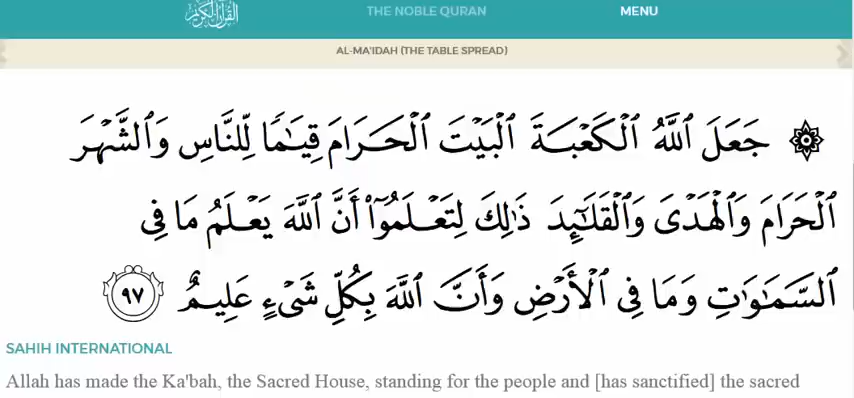 القرآن الكريم THE NOBLE QURAN MENU
AL-MA'IDAH (THE TABLE SPREAD)
۞ جَعَلَ ٱللَّهُ ٱلْكَعْبَةَ ٱلْبَيْتَ ٱلْحَرَامَ قِيَـٰمًا لِّلنَّاسِ وَٱلشَّهْرَ
ٱلْحَرَامَ وَٱلْهَدْىَ وَٱلْقَلَـٰٓئِدَ ذَٰلِكَ لِتَعْلَمُوٓا۟ أَنَّ ٱللَّهَ يَعْلَمُ مَا فِى
ٱلسَّمَـٰوَٰتِ وَمَا فِى ٱلْأَرْضِ وَأَنَّ ٱللَّهَ بِكُلِّ شَىْءٍ عَلِيمٌ ٩٧
SAHIH INTERNATIONAL
Allah has made the Ka'bah, the Sacred House, standing for the people and [has sanctified] the sacred